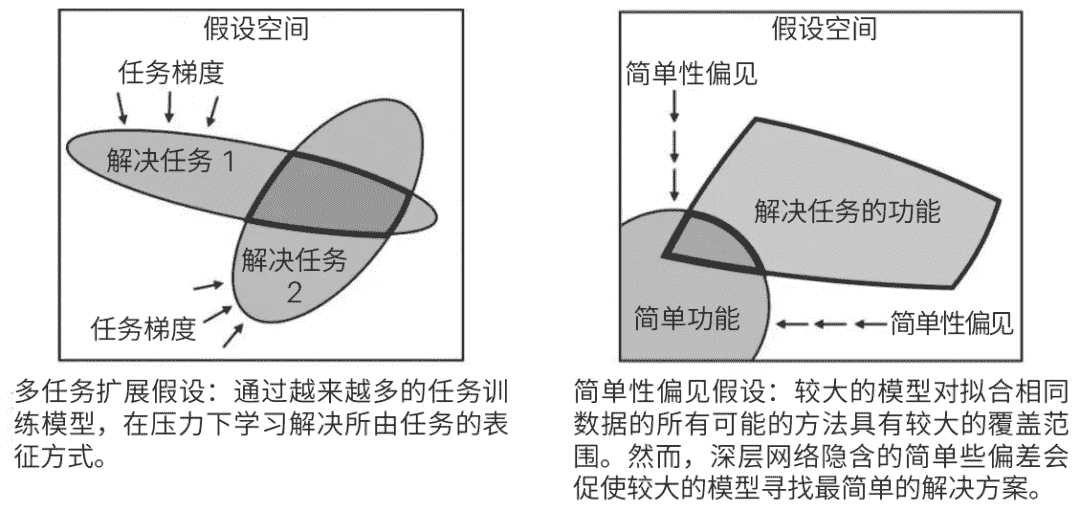 假设空间
任务梯度
解决任务 1
解决任务
2
任务梯度
多任务扩展假设：通过越来越多的任务训
练模型，在压力下学习解决所由任务的表
征方式。
假设空间
简单性偏见
解决任务的功能
简单功能
简单性偏见
简单性偏见假设：较大的模型对拟合相同
数据的所有可能的方法具有较大的覆盖范
围。然而，深层网络隐含的简单些偏差会
促使较大的模型寻找最简单的解决方案。